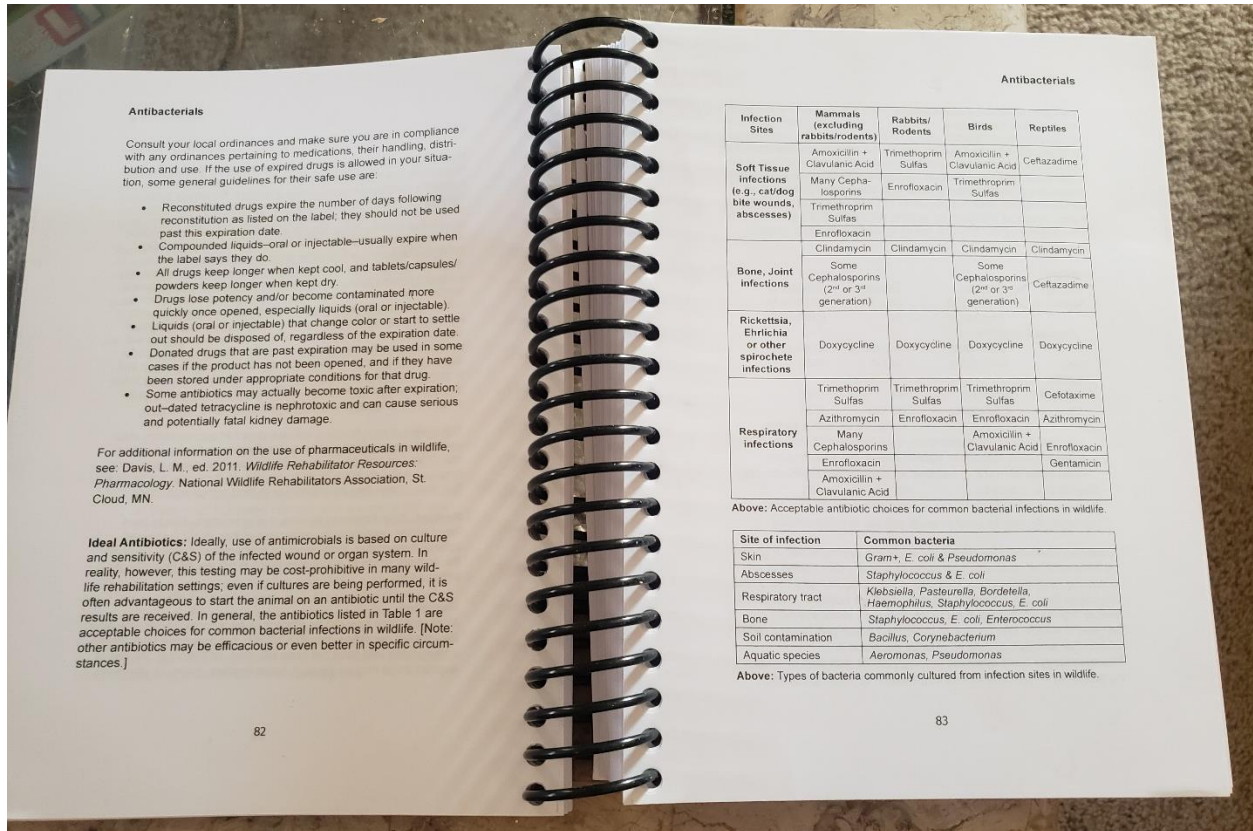 Antibacterials
Consult your local ordinances and make sure you are in compliance
with any ordinances pertaining to medications, their handling, distri-
bution and use. If the use of expired drugs is allowed in your situa-
tion, some general guidelines for their safe use are:
• Reconstituted drugs expire the number of days following
reconstitution as listed on the label; they should not be used
past this expiration date.
• Compounded liquids–oral or injectable–usually expire when
the label says they do.
• All drugs keep longer when kept cool, and tablets/capsules/
powders keep longer when kept dry.
• Drugs lose potency and/or become contaminated more
quickly once opened, especially liquids (oral or injectable).
• Liquids (oral or injectable) that change color or start to settle
out should be disposed of, regardless of the expiration date.
• Donated drugs that are past expiration may be used in some
cases if the product has not been opened, and if they have
been stored under appropriate conditions for that drug.
• Some antibiotics may actually become toxic after expiration;
out–dated tetracycline is nephrotoxic and can cause serious
and potentially fatal kidney damage.
For additional information on the use of pharmaceuticals in wildlife,
see: Davis, L. M., ed. 2011. Wildlife Rehabilitator Resources:
Pharmacology. National Wildlife Rehabilitators Association, St.
Cloud, MN.
Ideal Antibiotics: Ideally, use of antimicrobials is based on culture
and sensitivity (C&S) of the infected wound or organ system. In
reality, however, this testing may be cost-prohibitive in many wild-
life rehabilitation settings; even if cultures are being performed, it is
often advantageous to start the animal on an antibiotic until the C&S
results are received. In general, the antibiotics listed in Table 1 are
acceptable choices for common bacterial infections in wildlife. [Note:
other antibiotics may be efficacious or even better in specific circum-
stances.]
82
Antibacterials
Infection Sites | Mammals (excluding rabbits/rodents) | Rabbits/ Rodents | Birds | Reptiles
Soft Tissue infections (e.g., cat/dog bite wounds, abscesses) | Amoxicillin + Clavulanic Acid | Trimethoprim Sulfas | Amoxicillin + Clavulanic Acid | Ceftazadime
Many Cepha- losporins | Enrofloxacin | Trimethroprim Sulfas
Trimethroprim Sulfas
Enrofloxacin
Bone, Joint infections | Clindamycin | Clindamycin | Clindamycin | Clindamycin
Some Cephalosporins (2nd or 3rd generation) | Some Cephalosporins (2nd or 3rd generation) | Ceftazadime
Rickettsia, Ehrlichia or other spirochete infections | Doxycycline | Doxycycline | Doxycycline | Doxycycline
Respiratory infections | Trimethoprim Sulfas | Trimethroprim Sulfas | Trimethroprim Sulfas | Cefotaxime
Azithromycin | Enrofloxacin | Enrofloxacin | Azithromycin
Many Cephalosporins | Amoxicillin + Clavulanic Acid | Enrofloxacin
Enrofloxacin | Gentamicin
Amoxicillin + Clavulanic Acid
Above: Acceptable antibiotic choices for common bacterial infections in wildlife.
Site of infection | Common bacteria
Skin | Gram+, E. coli & Pseudomonas
Abscesses | Staphylococcus & E. coli
Respiratory tract | Klebsiella, Pasteurella, Bordetella, Haemophilus, Staphylococcus, E. coli
Bone | Staphylococcus, E. coli, Enterococcus
Soil contamination | Bacillus, Corynebacterium
Aquatic species | Aeromonas, Pseudomonas
Above: Types of bacteria commonly cultured from infection sites in wildlife.
83